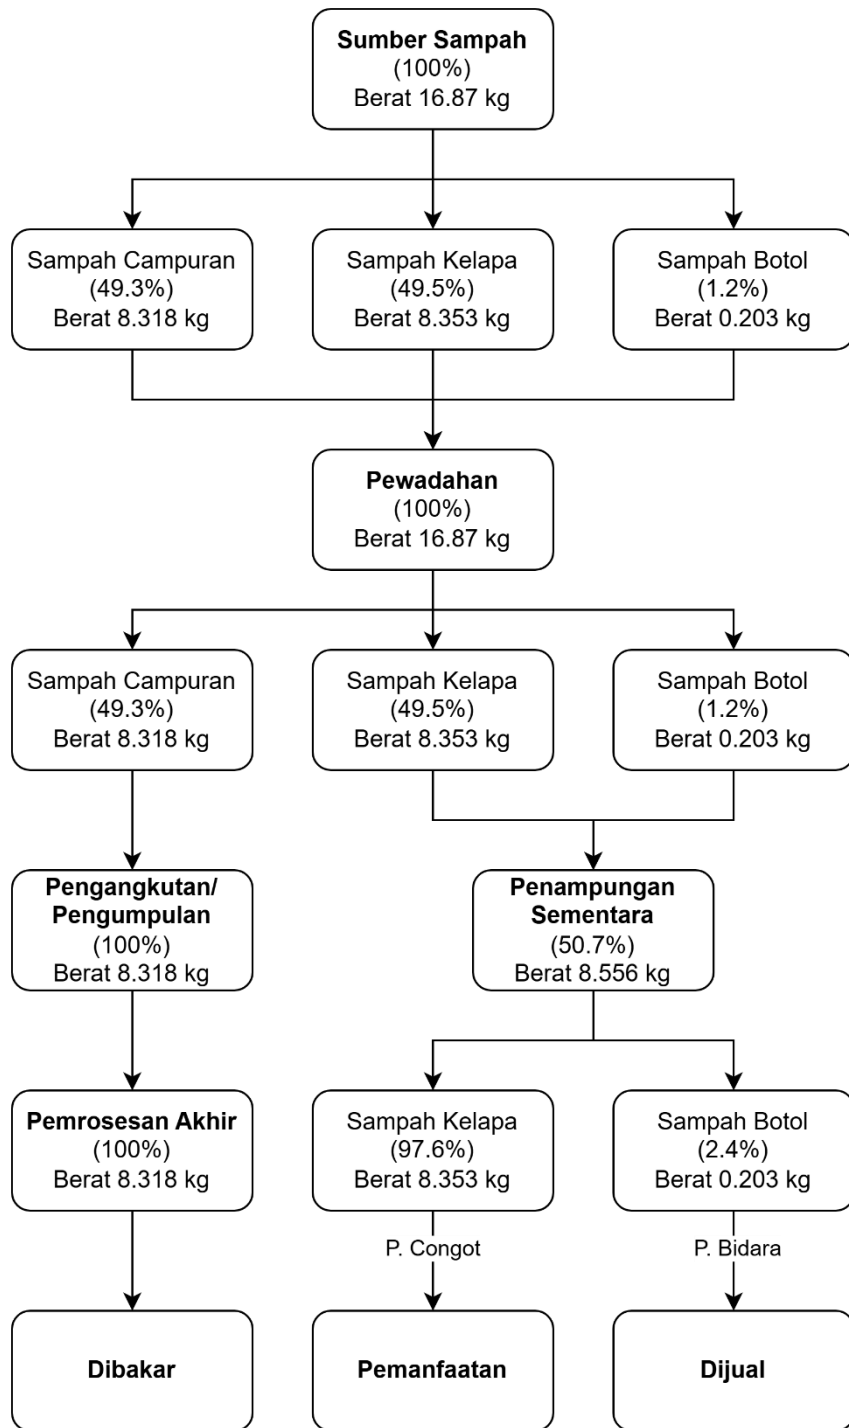 Sumber Sampah
(100%)
Berat 16.87 kg
Sampah Campuran
(49.3%)
Berat 8.318 kg
Sampah Kelapa
(49.5%)
Berat 8.353 kg
Sampah Botol
(1.2%)
Berat 0.203 kg
Pewadahan
(100%)
Berat 16.87 kg
Sampah Campuran
(49.3%)
Berat 8.318 kg
Sampah Kelapa
(49.5%)
Berat 8.353 kg
Sampah Botol
(1.2%)
Berat 0.203 kg
Pengangkutan/
Pengumpulan
(100%)
Berat 8.318 kg
Penampungan
Sementara
(50.7%)
Berat 8.556 kg
Pemrosesan Akhir
(100%)
Berat 8.318 kg
Sampah Kelapa
(97.6%)
Berat 8.353 kg
Sampah Botol
(2.4%)
Berat 0.203 kg
P. Congot
P. Bidara
Dibakar
Pemanfaatan
Dijual